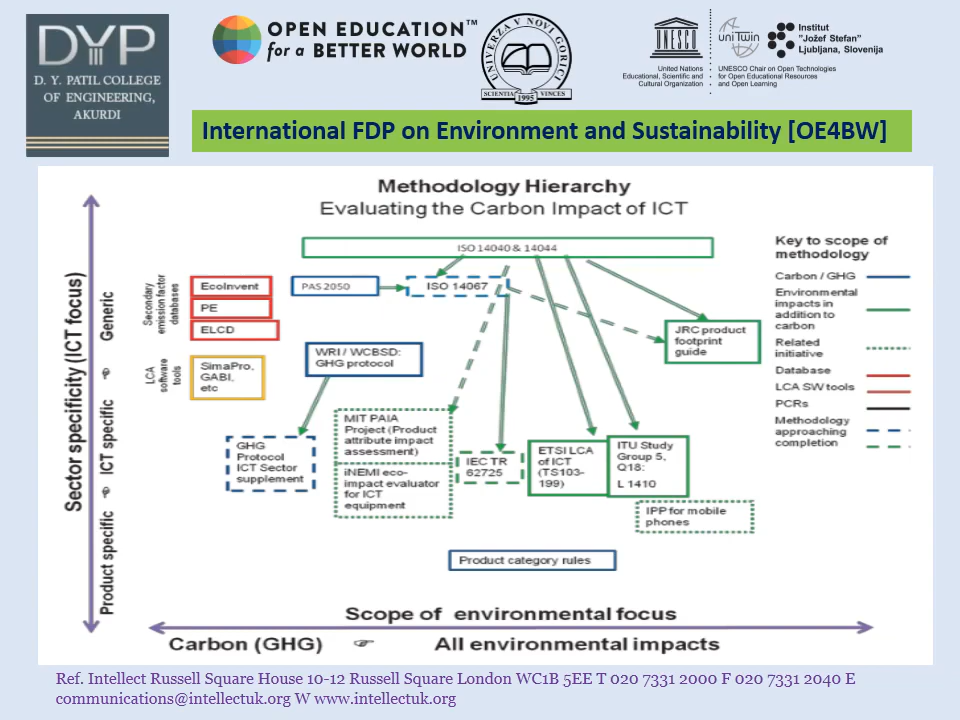 DYP
D. Y. PATIL COLLEGE
OF ENGINEERING,
AKURDI
OPEN EDUCATION™
for a BETTER WORLD
UNIVERZA V NOVI GORICI
SCIENTIA VINCES
1995
UNESCO
United Nations
Educational, Scientific and
Cultural Organization
uniTwin
UNESCO Chair on Open Technologies
for Open Educational Resources
and Open Learning
Institut
"Jožef Stefan"
Ljubljana, Slovenija
International FDP on Environment and Sustainability [OE4BW]
Methodology Hierarchy
Evaluating the Carbon Impact of ICT
Sector specificity (ICT focus)
Product specific
ICT specific
Generic
Secondary
emission factor
databases
LCA
software
tools
ISO 14040 & 14044
EcoInvent
PE
ELCD
PAS 2050
ISO 14067
SimaPro,
GABI,
etc
WRI / WCBSD:
GHG protocol
JRC product
footprint
guide
GHG
Protocol
ICT Sector
supplement
MIT PAIA
Project (Product
attribute impact
assessment)
iNEMI eco-
impact evaluator
for ICT
equipment
IEC TR
62725
ETSI LCA
of ICT
(TS103-
199)
ITU Study
Group 5,
Q18:
L 1410
IPP for mobile
phones
Product category rules
Key to scope of
methodology
Carbon / GHG
Environmental
impacts in
addition to
carbon
Related
initiative
Database
LCA SW tools
PCRs
Methodology
approaching
completion
Scope of environmental focus
Carbon (GHG) ☞ All environmental impacts
Ref. Intellect Russell Square House 10-12 Russell Square London WC1B 5EE T 020 7331 2000 F 020 7331 2040 E
communications@intellectuk.org W www.intellectuk.org